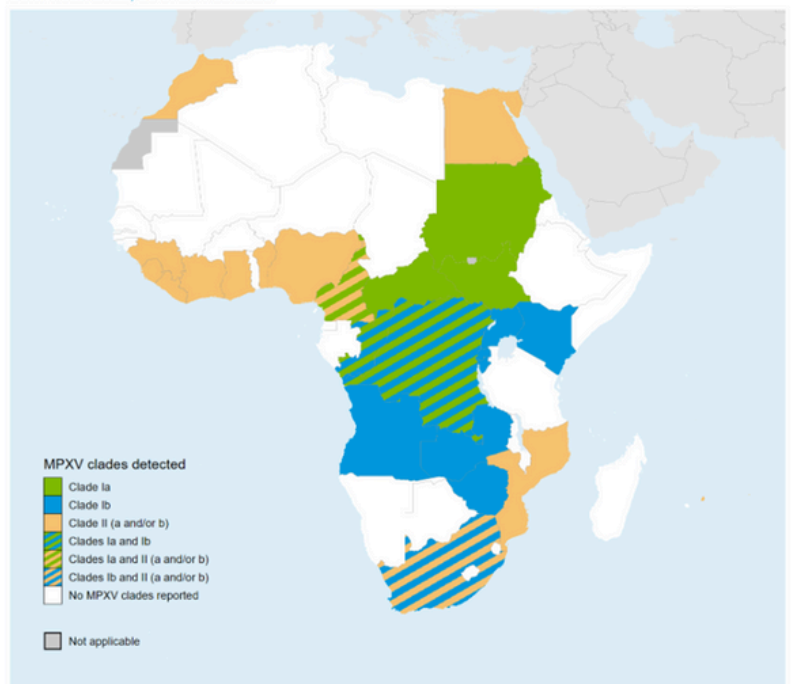 MPXV clades detected
Clade Ia
Clade Ib
Clade II (a and/or b)
Clades Ia and Ib
Clades Ia and II (a and/or b)
Clades Ib and II (a and/or b)
No MPXV clades reported
Not applicable